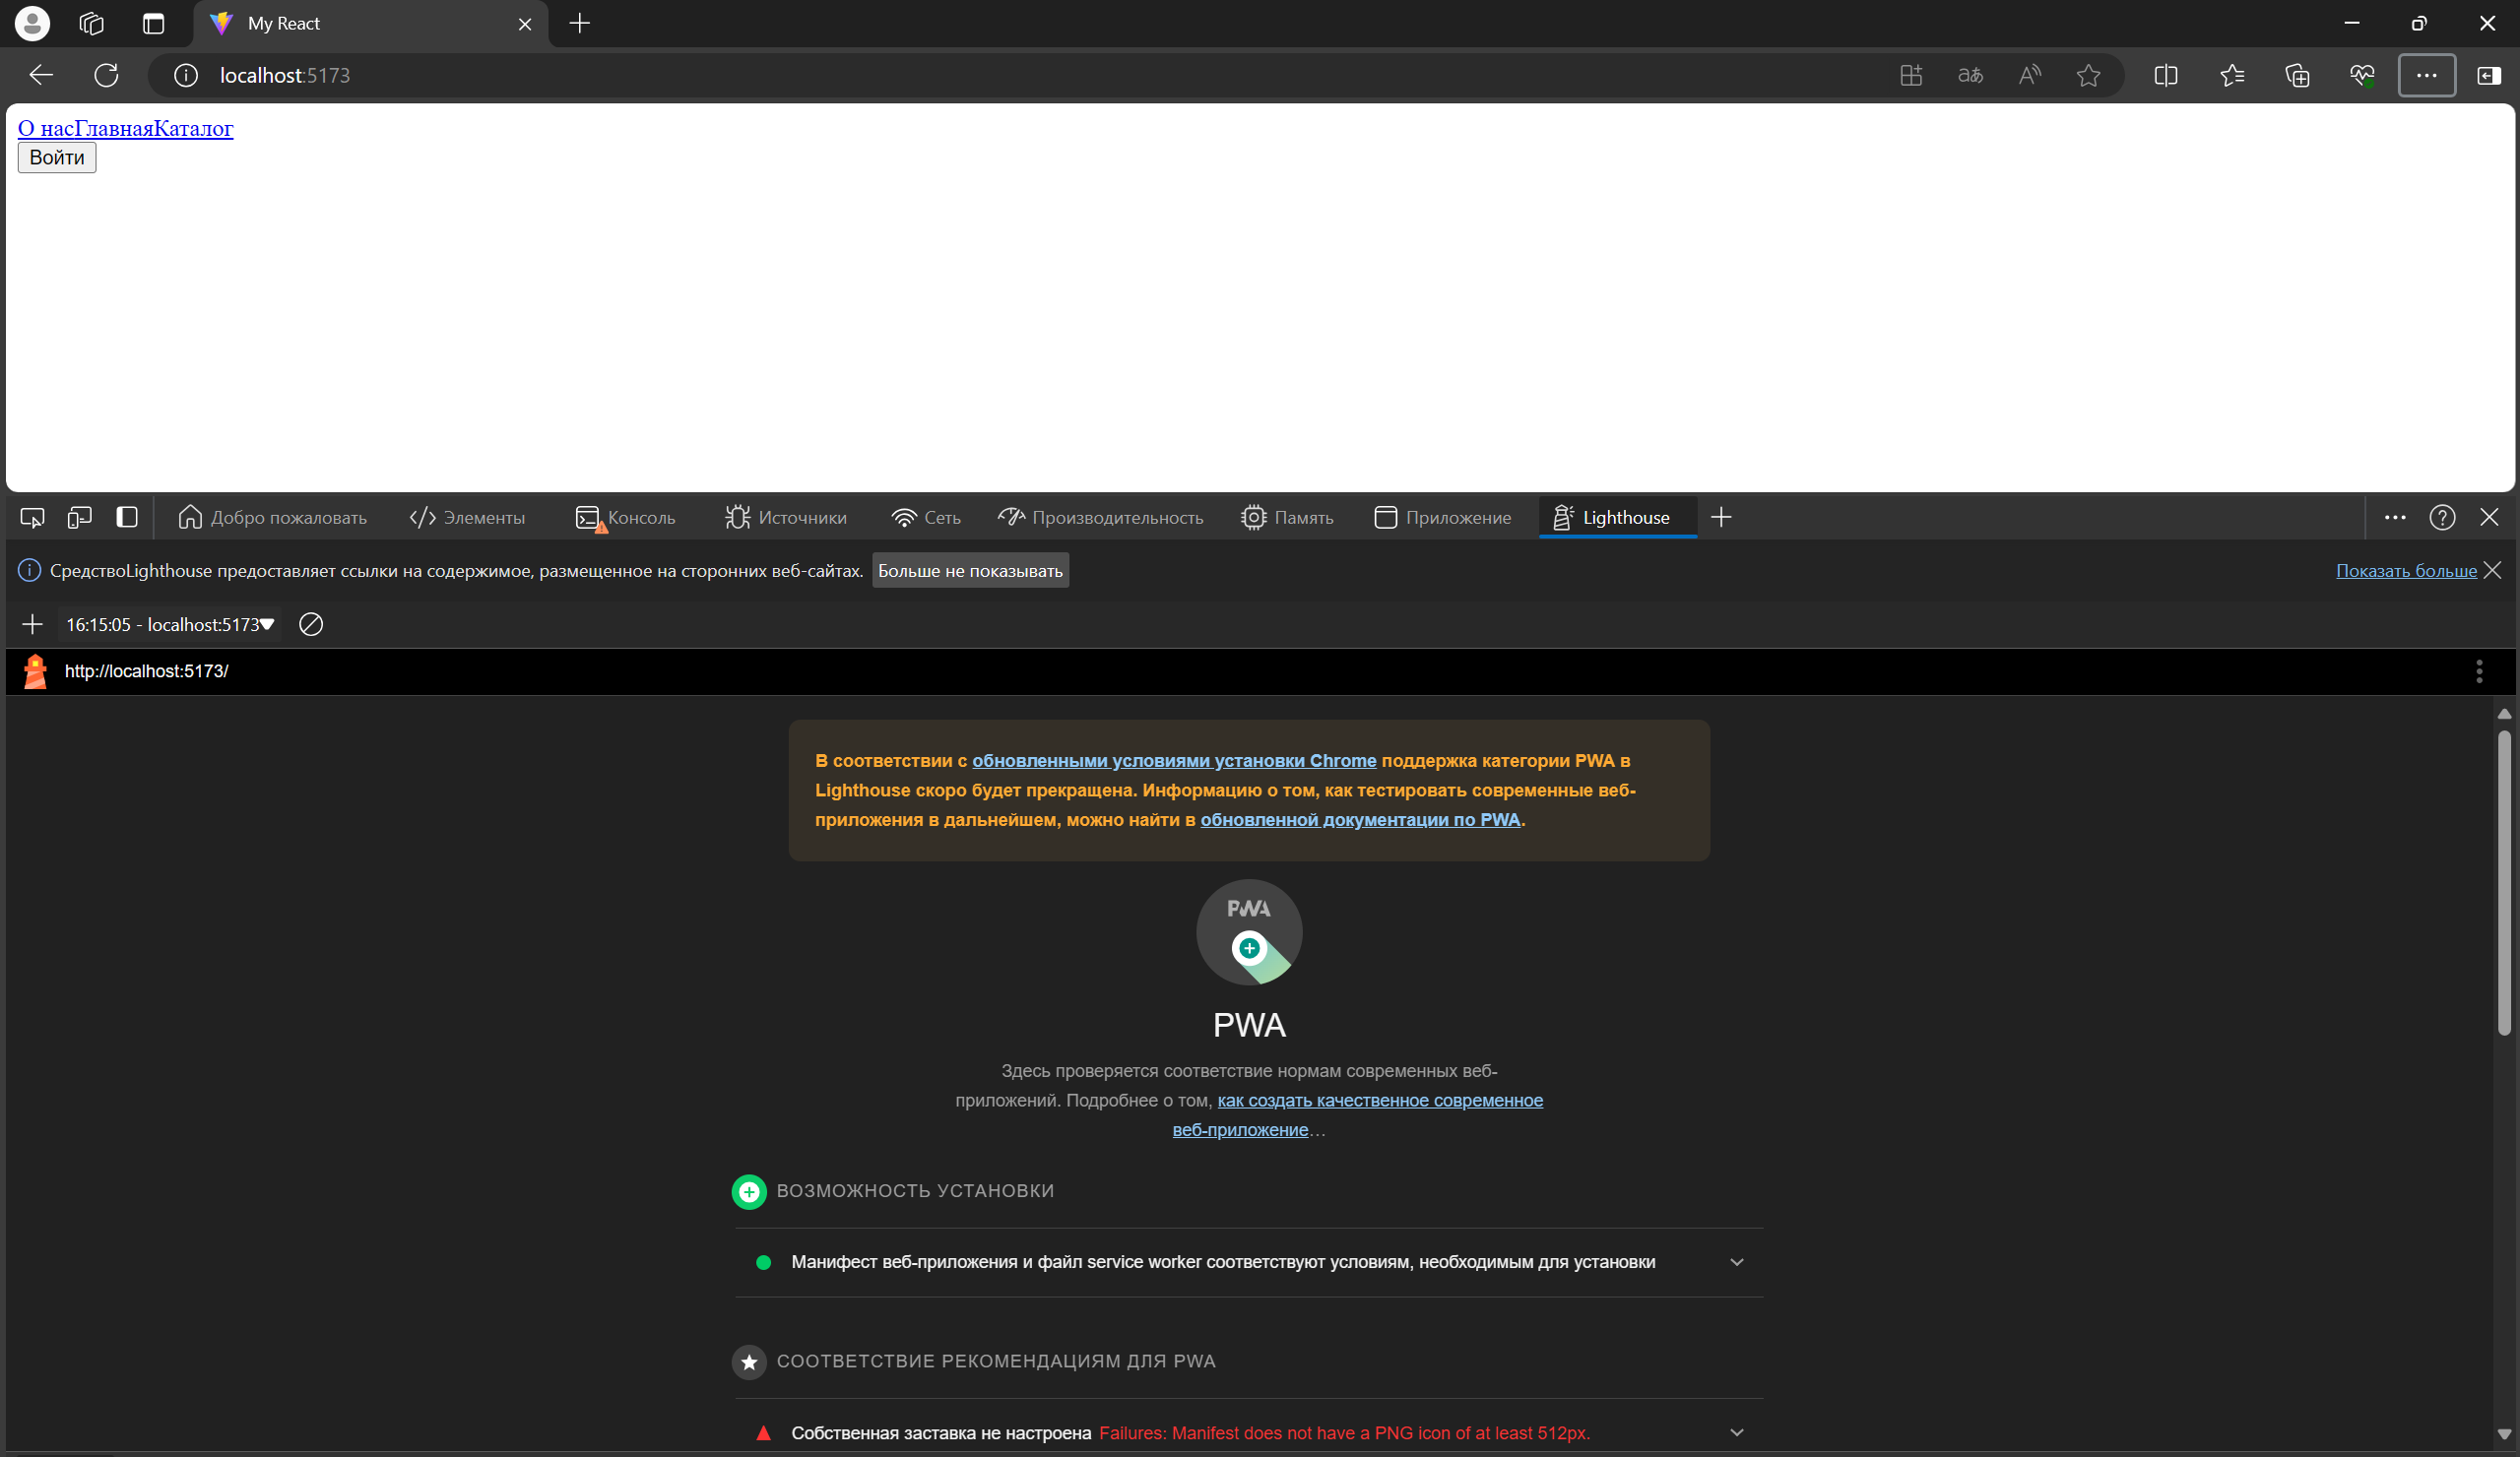 My React
localhost:5173
О насГлавнаяКаталог
Войти
Добро пожаловать Элементы Консоль Источники Сеть Производительность Память Приложение Lighthouse
СредствоLighthouse предоставляет ссылки на содержимое, размещенное на сторонних веб-сайтах. Больше не показывать Показать больше
16:15:05 - localhost:5173
http://localhost:5173/
В соответствии с обновленными условиями установки Chrome поддержка категории PWA в
Lighthouse скоро будет прекращена. Информацию о том, как тестировать современные веб-
приложения в дальнейшем, можно найти в обновленной документации по PWA.
PWA
PWA
Здесь проверяется соответствие нормам современных веб-
приложений. Подробнее о том, как создать качественное современное
веб-приложение…
ВОЗМОЖНОСТЬ УСТАНОВКИ
Манифест веб-приложения и файл service worker соответствуют условиям, необходимым для установки
СООТВЕТСТВИЕ РЕКОМЕНДАЦИЯМ ДЛЯ PWA
Собственная заставка не настроена Failures: Manifest does not have a PNG icon of at least 512px.